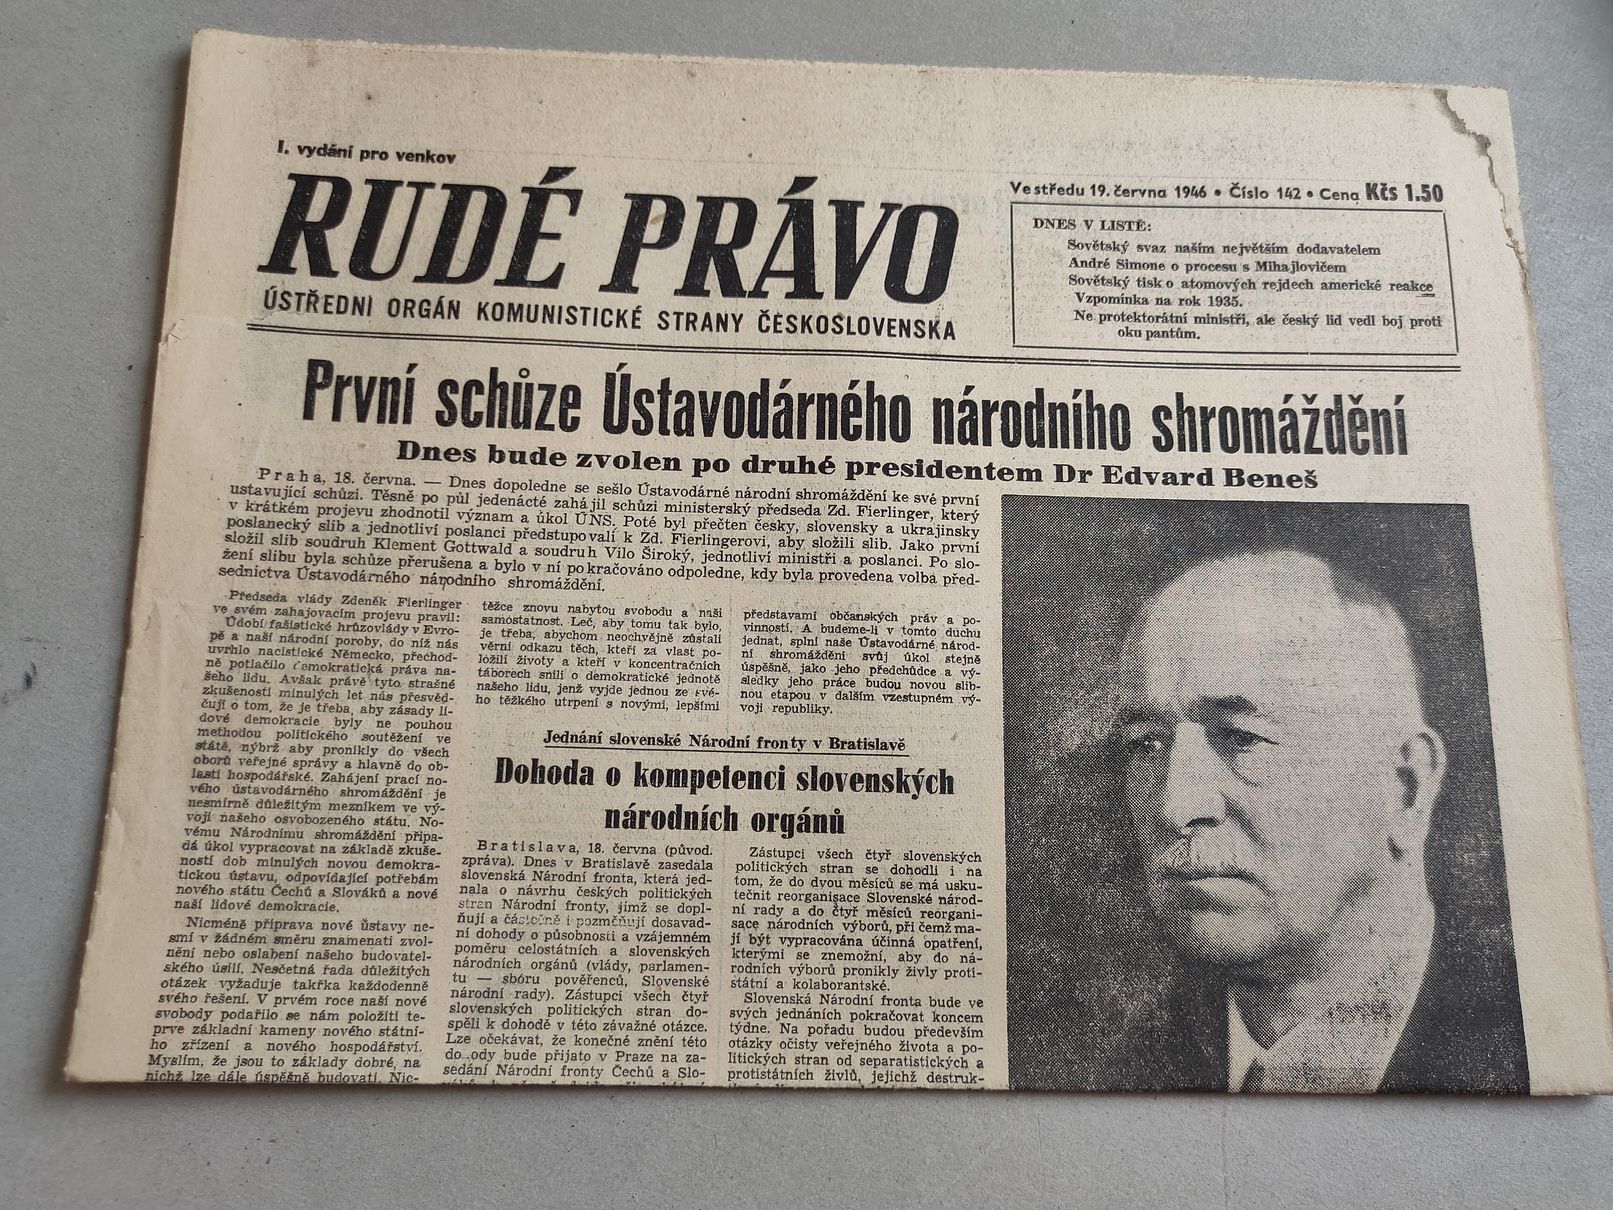 I. vydání pro venkov
RUDÉ PRÁVO
ÚSTŘEDNI ORGÁN KOMUNISTICKÉ STRANY ČESKOSLOVENSKA
Ve středu 19. června 1946 • Číslo 142 • Cena Kčs 1.50
DNES V LISTĚ:
Sovětský svaz naším největším dodavatelem
André Simone o procesu s Mihajlovičem
Sovětský tisk o atomových rejdech americké reakce
Vzpomínka na rok 1935.
Ne protektorátní ministři, ale český lid vedl boj proti
okupantům.
První schůze Ústavodárného národního shromáždění
Dnes bude zvolen po druhé presidentem Dr Edvard Beneš
Praha, 18. června. — Dnes dopoledne se sešlo Ústavodárné národní shromáždění ke své první
ustavující schůzi. Těsně po půl jedenácté zahájil schůzi ministerský předseda Zd. Fierlinger, který
v krátkém projevu zhodnotil význam a úkol ÚNS. Poté byl přečten česky, slovensky a ukrajinsky
poslanecký slib a jednotliví poslanci předstupovali k Zd. Fierlingerovi, aby složili slib. Jako první
složil slib soudruh Klement Gottwald a soudruh Vilo Široký, jednotliví ministři a poslanci. Po slo-
žení slibu byla schůze přerušena a bylo v ní pokračováno odpoledne, kdy byla provedena volba před-
sednictva Ústavodárného národního shromáždění.
Předseda vlády Zdeněk Fierlinger
ve svém zahajovacím projevu pravil:
Údobí fašistické hrůzovlády v Evro-
pě a naší národní poroby, do níž nás
uvrhlo nacistické Německo, přechod-
ně potlačilo demokratická práva na-
šeho lidu. Avšak právě tyto strašné
zkušenosti minulých let nás přesvěd-
čují o tom, že je třeba, aby zásady li-
dové demokracie byly ne pouhou
methodou politického soutěžení ve
státě, nýbrž aby pronikly do všech
oborů veřejné správy a hlavně do ob-
lasti hospodářské. Zahájení prací no-
vého ústavodárného shromáždění je
nesmírně důležitým mezníkem ve vý-
voji našeho osvobozeného státu. No-
vému Národnímu shromáždění připa-
dá úkol vypracovat na základě zkuše-
ností dob minulých novou demokra-
tickou ústavu, odpovídající potřebám
nového státu Čechů a Slováků a nové
naší lidové demokracie.
Nicméně příprava nové ústavy ne-
smí v žádném směru znamenati zvol-
nění nebo oslabení našeho budovatel-
ského úsilí. Nesčetná řada důležitých
otázek vyžaduje takřka každodenně
svého řešení. V prvém roce naší nové
svobody podařilo se nám položiti te-
prve základní kameny nového státní-
ho zřízení a nového hospodářství.
Myslím, že jsou to základy dobré, na
nichž lze dále úspěšně budovati. Nic-
těžce znovu nabytou svobodu a naši
samostatnost. Leč, aby tomu tak bylo,
je třeba, abychom neochvějně zůstali
věrni odkazu těch, kteří za vlast po-
ložili životy a kteří v koncentračních
táborech snili o demokratické jednotě
našeho lidu, jenž vyjde jednou ze své-
ho těžkého utrpení s novými, lepšími
představami občanských práv a po-
vinností. A budeme-li v tomto duchu
jednat, splní naše Ústavodárné národ-
ní shromáždění svůj úkol stejně
úspěšně, jako jeho předchůdce a vý-
sledky jeho práce budou novou slib-
nou etapou v dalším vzestupném vý-
voji republiky.
Jednání slovenské Národní fronty v Bratislavě
Dohoda o kompetenci slovenských
národních orgánů
Bratislava, 18. června (původ.
zpráva). Dnes v Bratislavě zasedala
slovenská Národní fronta, která jed-
nala o návrhu českých politických
stran Národní fronty, jímž se dopl-
ňují a částečně i pozměňují dosavad-
ní dohody o působnosti a vzájemném
poměru celostátních a slovenských
národních orgánů (vlády, parlamen-
tu — sboru pověřenců, Slovenské
národní rady). Zástupci všech čtyř
slovenských politických stran do-
spěli k dohodě v této závažné otázce.
Lze očekávat, že konečné znění této
do ody bude přijato v Praze na za-
sedání Národní fronty Čechů a Slo-
Zástupci všech čtyř slovenských
politických stran se dohodli i na
tom, že do dvou měsíců se má usku-
tečnit reorganisace Slovenské národ-
ní rady a do čtyř měsíců reorgani-
sace národních výborů, při čemž ma-
jí být vypracována účinná opatření,
kterými se znemožní, aby do ná-
rodních výborů pronikly živly proti-
státní a kolaborantské.
Slovenská Národní fronta bude ve
svých jednáních pokračovat koncem
týdne. Na pořadu budou především
otázky očisty veřejného života a po-
litických stran od separatistických a
protistátních živlů, jejichž destruk-